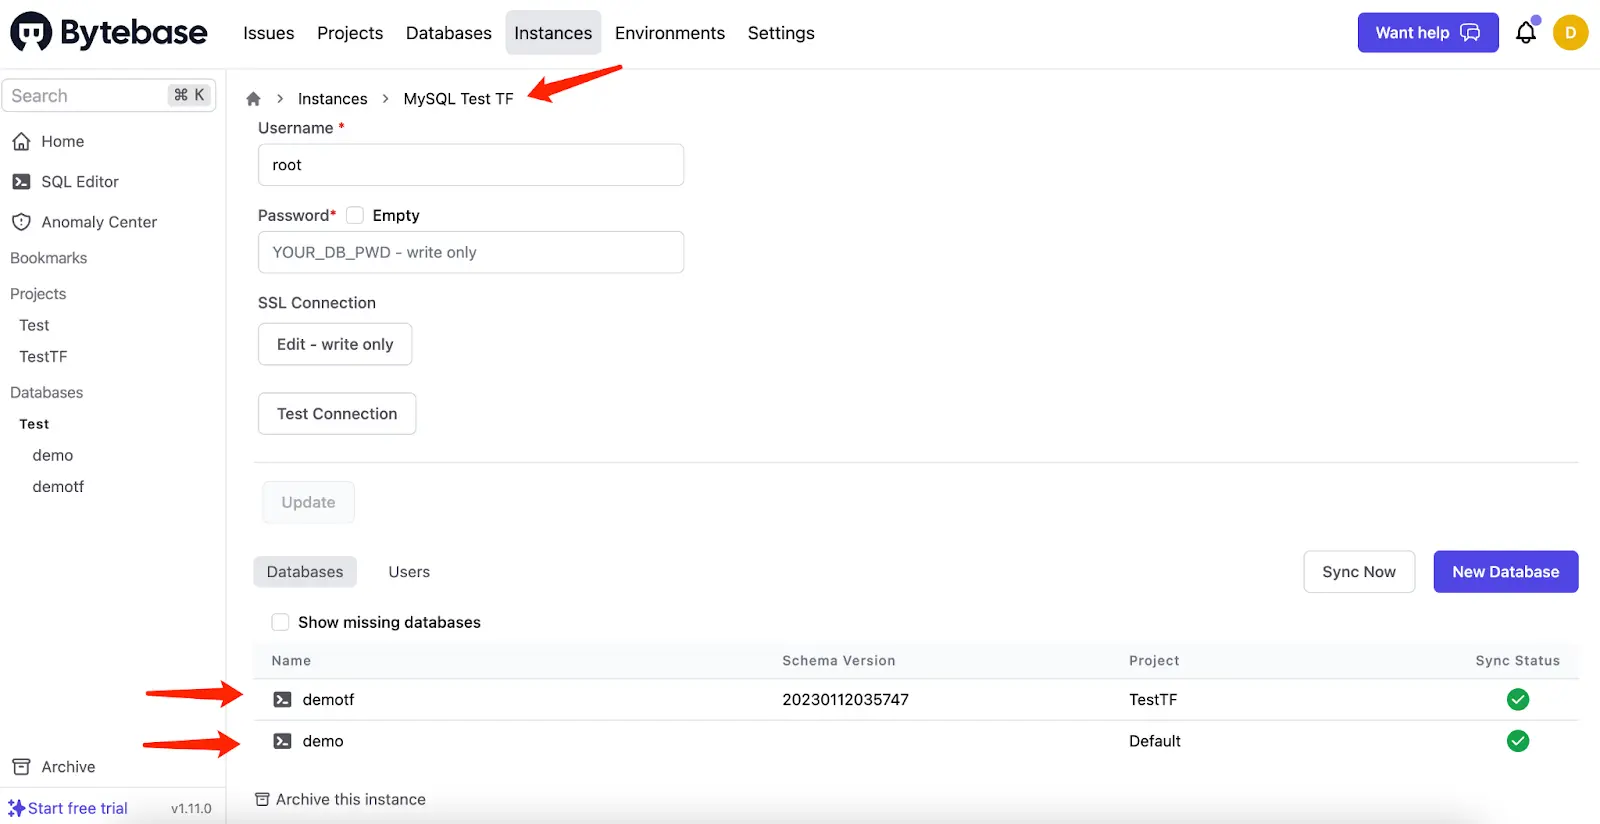 Bytebase
Issues Projects Databases Instances Environments Settings
Want help
D
Search ⌘ K
Home
SQL Editor
Anomaly Center
Bookmarks
Projects
Test
TestTF
Databases
Test
demo
demotf
Archive
Start free trial v1.11.0
Instances > MySQL Test TF
Username *
root
Password* Empty
YOUR_DB_PWD - write only
SSL Connection
Edit - write only
Test Connection
Update
Databases Users
Sync Now New Database
Show missing databases
Name Schema Version Project Sync Status
demotf 20230112035747 TestTF
demo Default
Archive this instance